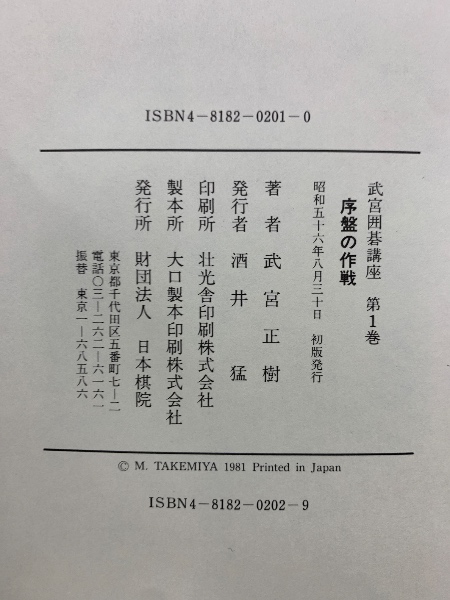 ISBN4-8182-0201-0
武宮囲碁講座 第1巻
序盤の作戦
昭和五十六年八月三十日 初版発行
著者 武宮正樹
発行者 酒井猛
印刷所 壮光舎印刷株式会社
製本所 大口製本印刷株式会社
発行所 財団法人 日本棋院
東京都千代田区五番町七-二
電話〇三-二六二-六一六一
振替 東京一-六八五八六
© M. TAKEMIYA 1981 Printed in Japan
ISBN4-8182-0202-9